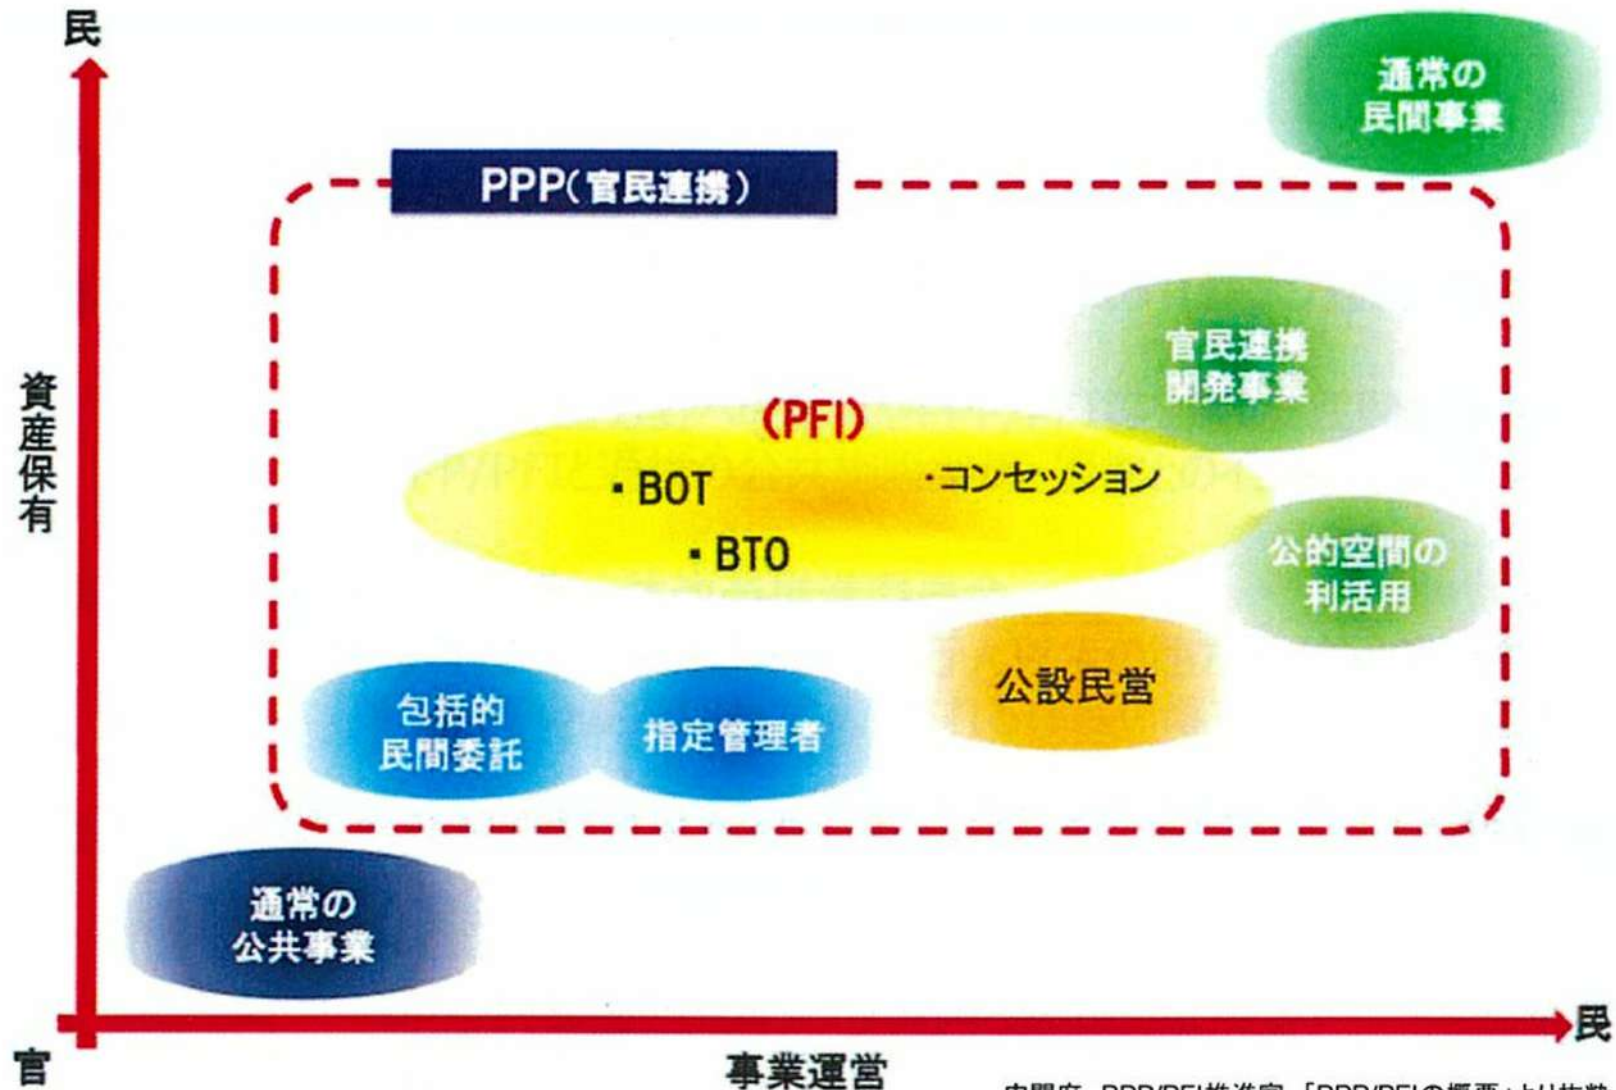 民
通常の
民間事業
PPP(官民連携)
官民連携
開発事業
資産保有
(PFI)
・BOT
・コンセッション
・BTO
公的空間の
利活用
公設民営
包括的
民間委託
指定管理者
通常の
公共事業
民
官
事業運営